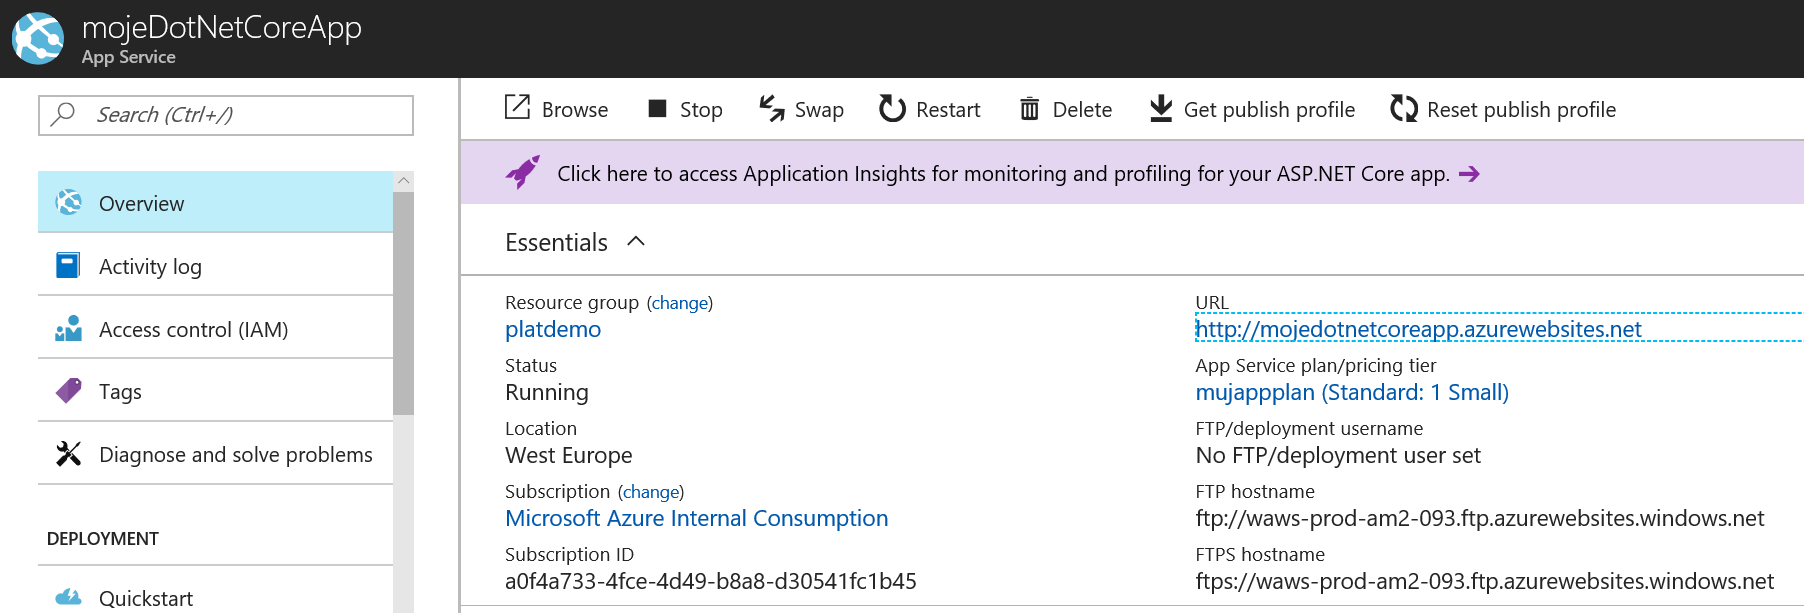 mojeDotNetCoreApp
App Service
Search (Ctrl+/)
Overview
Activity log
Access control (IAM)
Tags
Diagnose and solve problems
DEPLOYMENT
Quickstart
Browse
Stop
Swap
Restart
Delete
Get publish profile
Reset publish profile
Click here to access Application Insights for monitoring and profiling for your ASP.NET Core app.
Essentials
Resource group (change)
platdemo
Status
Running
Location
West Europe
Subscription (change)
Microsoft Azure Internal Consumption
Subscription ID
a0f4a733-4fce-4d49-b8a8-d30541fc1b45
URL
http://mojedotnetcoreapp.azurewebsites.net
App Service plan/pricing tier
mujappplan (Standard: 1 Small)
FTP/deployment username
No FTP/deployment user set
FTP hostname
ftp://waws-prod-am2-093.ftp.azurewebsites.windows.net
FTPS hostname
ftps://waws-prod-am2-093.ftp.azurewebsites.windows.net